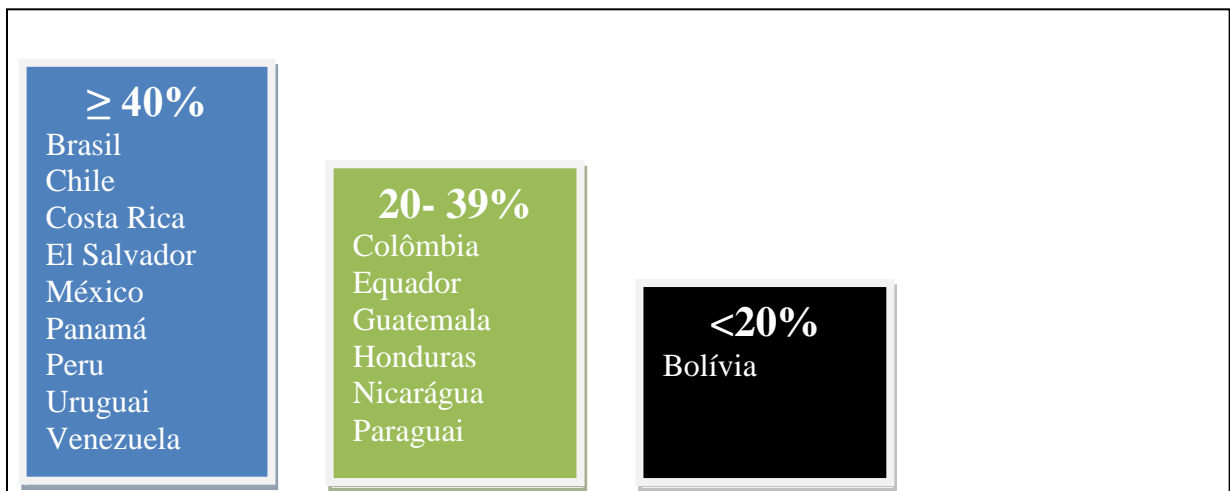 ≥ 40%
Brasil
Chile
Costa Rica
El Salvador
México
Panamá
Peru
Uruguai
Venezuela
20- 39%
Colômbia
Equador
Guatemala
Honduras
Nicarágua
Paraguai
<20%
Bolívia